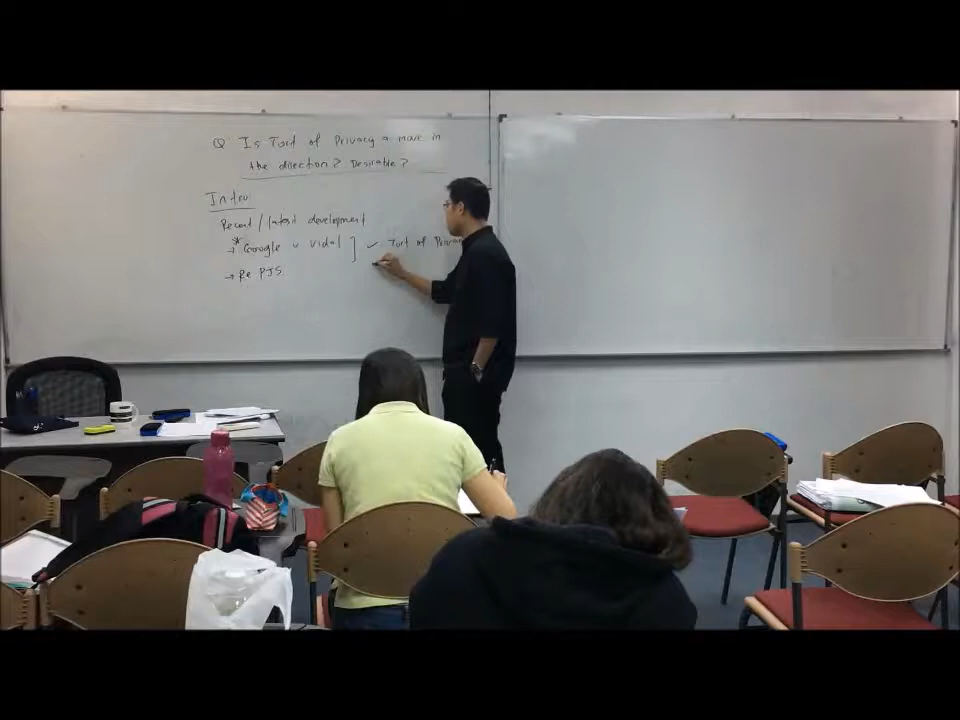 Q' Is Tort of Privacy a move in
the direction? Desirable?
Intro
Recent / latest development
→ * Google v Vidal ] ✓ Tort of Privac
→ Re PJS